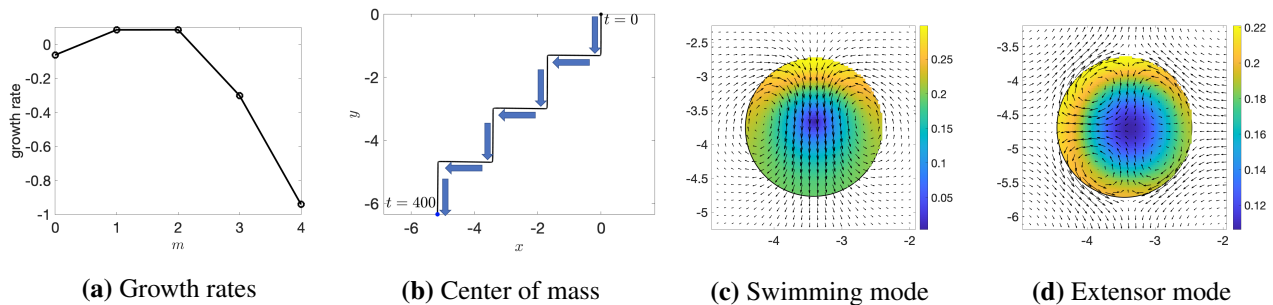 0
-0.2
-0.4
-0.6
-0.8
-1
growth rate
0 1 2 3 4
m
(a) Growth rates
0
-2
-4
-6
y
t = 0
t = 400
-6 -4 -2 0
x
(b) Center of mass
-2.5
-3
-3.5
-4
-4.5
-5
-4 -3 -2
0.25
0.2
0.15
0.1
0.05
(c) Swimming mode
-3.5
-4
-4.5
-5
-5.5
-6
-4 -3 -2
0.22
0.2
0.18
0.16
0.14
0.12
(d) Extensor mode